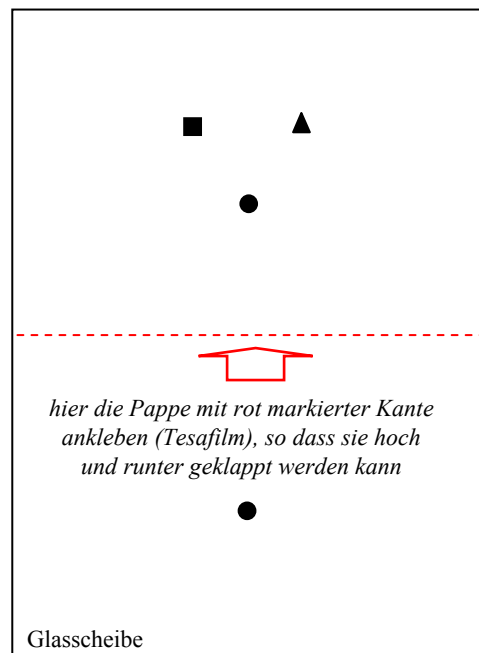 hier die Pappe mit rot markierter Kante
ankleben (Tesafilm), so dass sie hoch
und runter geklappt werden kann
Glasscheibe